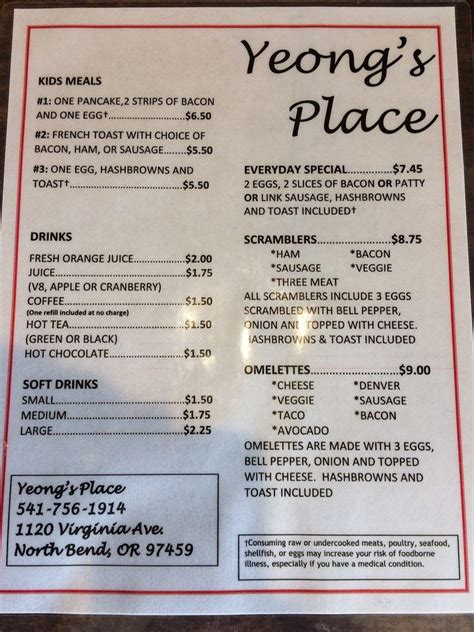 Yeong's
Place
KIDS MEALS
#1: ONE PANCAKE,2 STRIPS OF BACON
AND ONE EGG†.........................$6.50
#2: FRENCH TOAST WITH CHOICE OF
BACON, HAM, OR SAUSAGE.......$5.50
#3: ONE EGG, HASHBROWNS AND
TOAST†...................................$5.50
DRINKS
FRESH ORANGE JUICE...............$2.00
JUICE........................................$1.75
(V8, APPLE OR CRANBERRY)
COFFEE.....................................$1.50
(One refill included at no charge)
HOT TEA...................................$1.50
(GREEN OR BLACK)
HOT CHOCOLATE......................$1.50
SOFT DRINKS
SMALL......................................$1.50
MEDIUM...................................$1.75
LARGE.......................................$2.25
Yeong's Place
541-756-1914
1120 Virginia Ave.
North Bend, OR 97459
EVERYDAY SPECIAL.............$7.45
2 EGGS, 2 SLICES OF BACON OR PATTY
OR LINK SAUSAGE, HASHBROWNS
AND TOAST INCLUDED†
SCRAMBLERS......................$8.75
*HAM *BACON
*SAUSAGE *VEGGIE
*THREE MEAT
ALL SCRAMBLERS INCLUDE 3 EGGS
SCRAMBLED WITH BELL PEPPER,
ONION AND TOPPED WITH CHEESE.
HASHBROWNS & TOAST INCLUDED
OMELETTES..........................$9.00
*CHEESE *DENVER
*VEGGIE *SAUSAGE
*TACO *BACON
*AVOCADO
OMELETTES ARE MADE WITH 3 EGGS,
BELL PEPPER, ONION AND TOPPED
WITH CHEESE. HASHBROWNS AND
TOAST INCLUDED
†Consuming raw or undercooked meats, poultry, seafood,
shellfish, or eggs may increase your risk of foodborne
illness, especially if you have a medical condition.